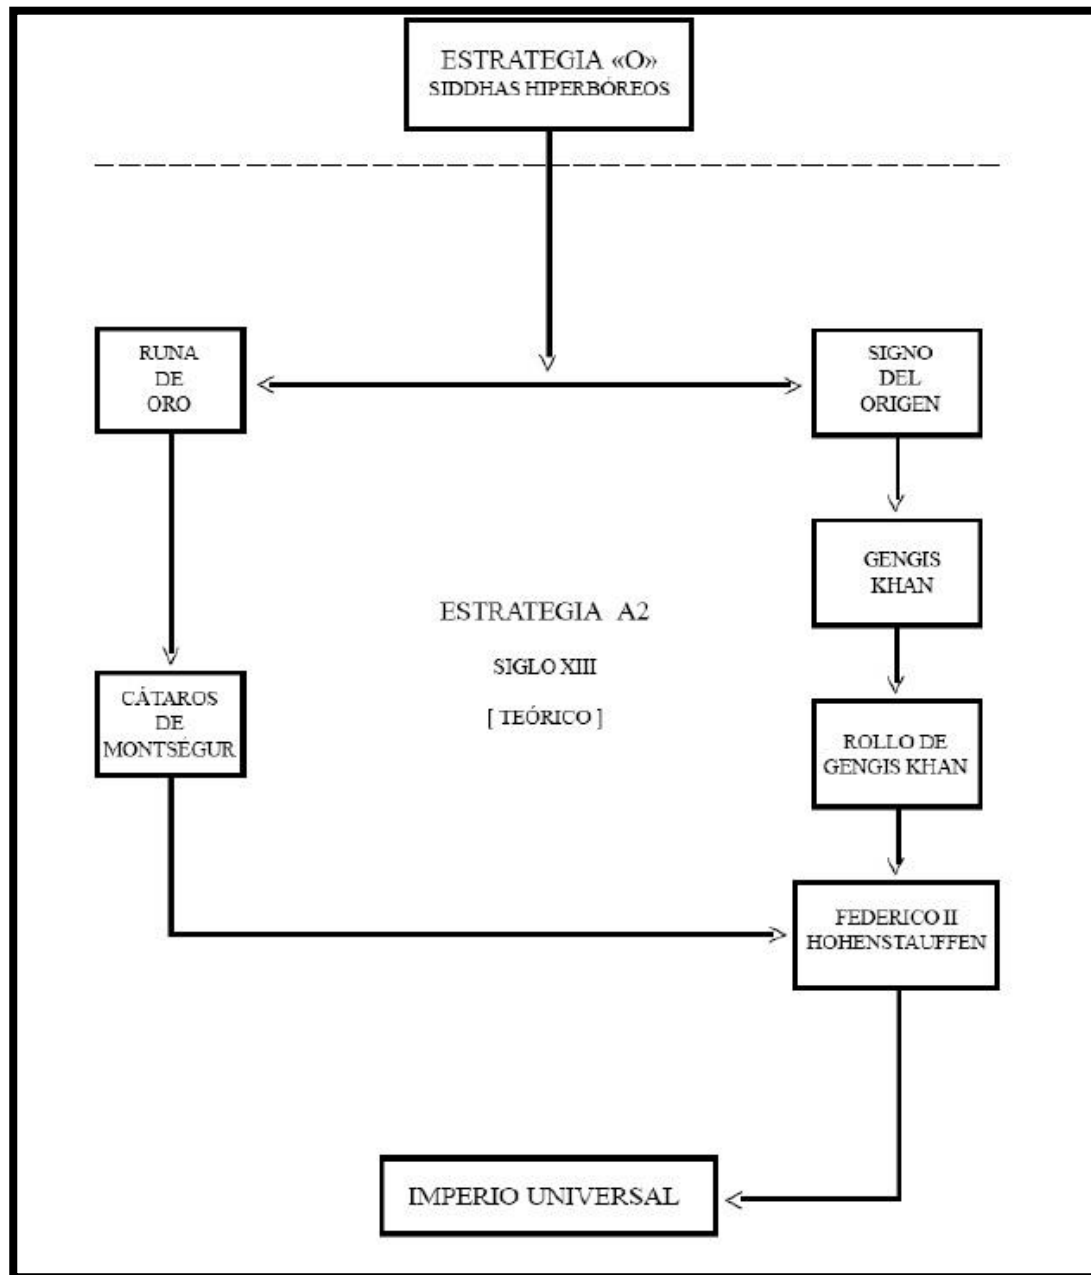 ESTRATEGIA «O»
SIDDHAS HIPERBÓREOS
RUNA
DE
ORO
SIGNO
DEL
ORIGEN
GENGIS
KHAN
ESTRATEGIA A2
SIGLO XIII
[ TEÓRICO ]
CÁTAROS
DE
MONTSÉGUR
ROLLO DE
GENGIS KHAN
FEDERICO II
HOHENSTAUFFEN
IMPERIO UNIVERSAL